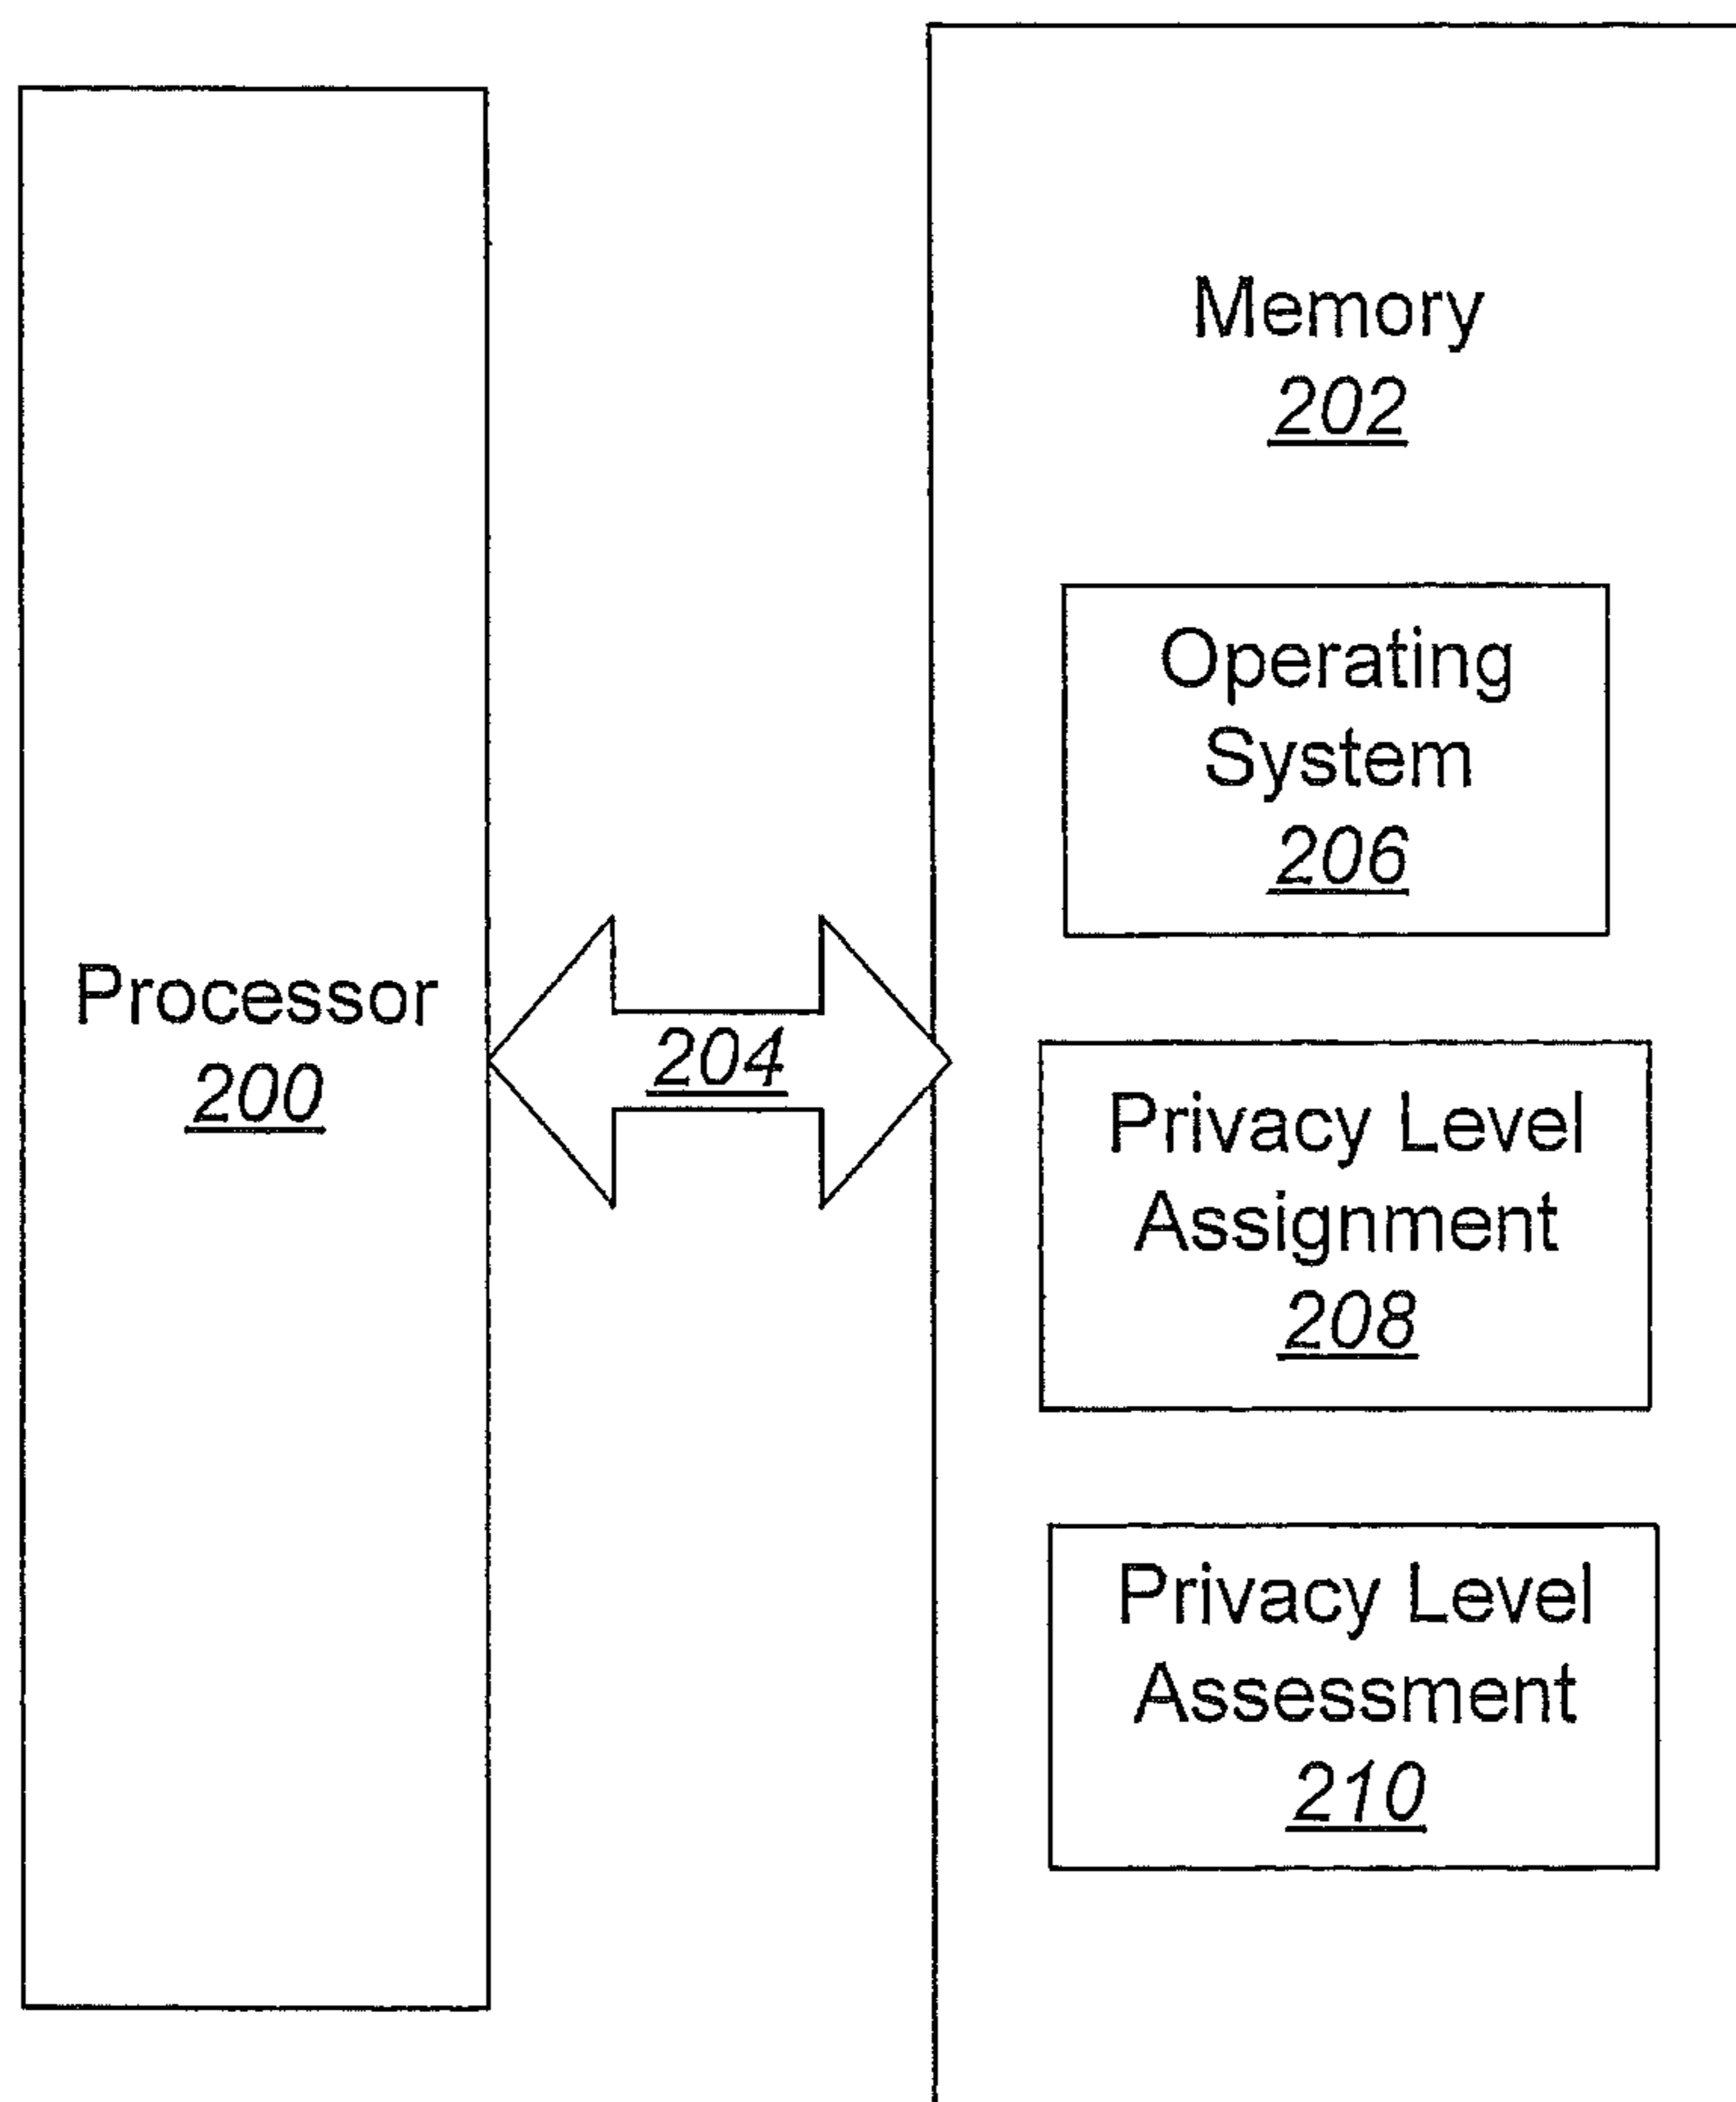 Processor
200
204
Memory
202
Operating
System
206
Privacy Level
Assignment
208
Privacy Level
Assessment
210